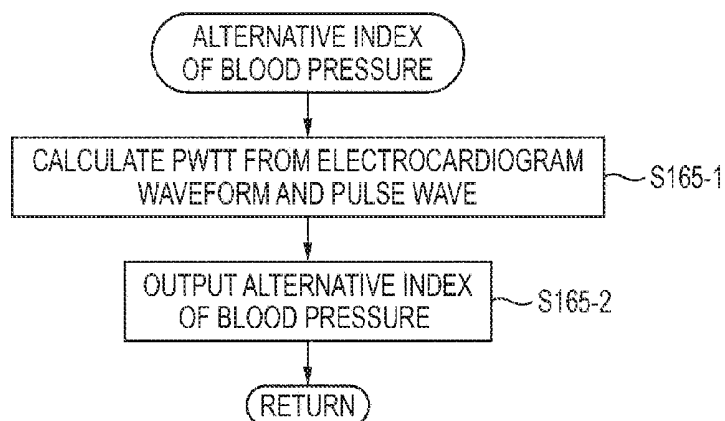 ALTERNATIVE INDEX
OF BLOOD PRESSURE
CALCULATE PWTT FROM ELECTROCARDIOGRAM
WAVEFORM AND PULSE WAVE
S165-1
OUTPUT ALTERNATIVE INDEX
OF BLOOD PRESSURE
S165-2
RETURN